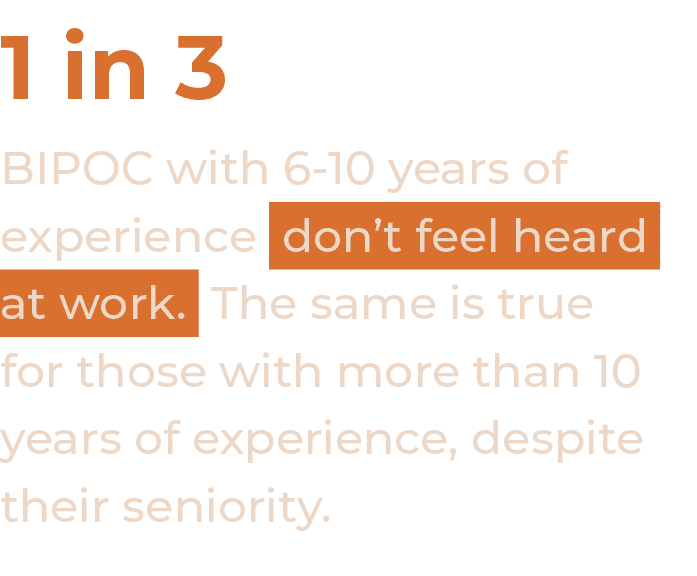 1 in 3
BIPOC with 6-10 years of
experience don’t feel heard
at work. The same is true
for those with more than 10
years of experience, despite
their seniority.